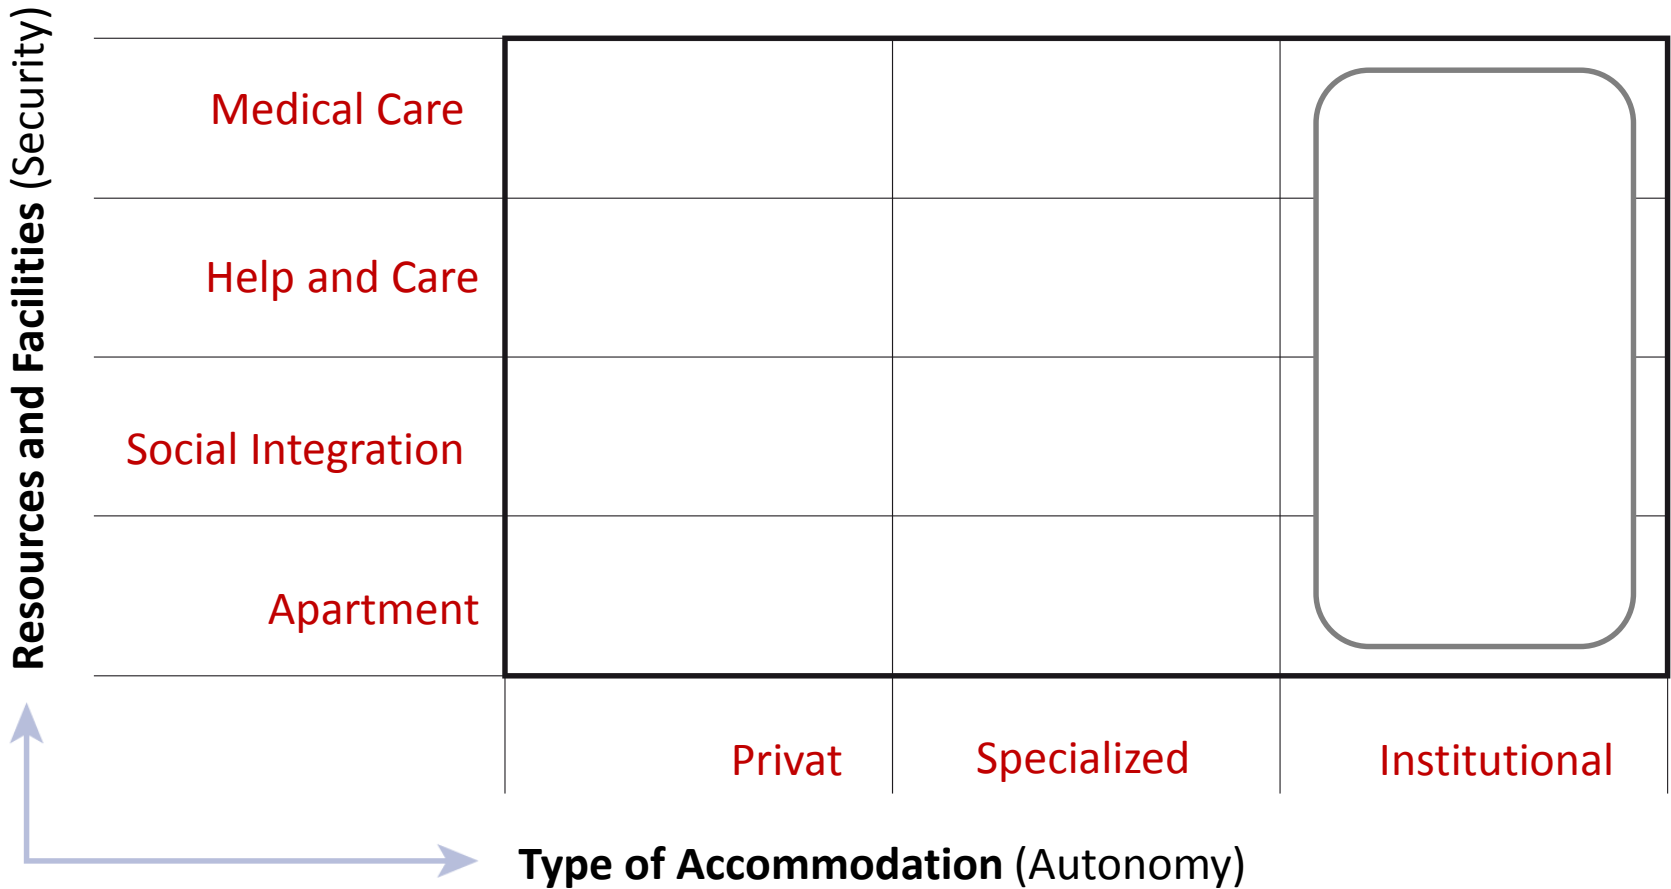 Resources and Facilities (Security)
Medical Care
Help and Care
Social Integration
Apartment
Privat
Specialized
Institutional
Type of Accommodation (Autonomy)